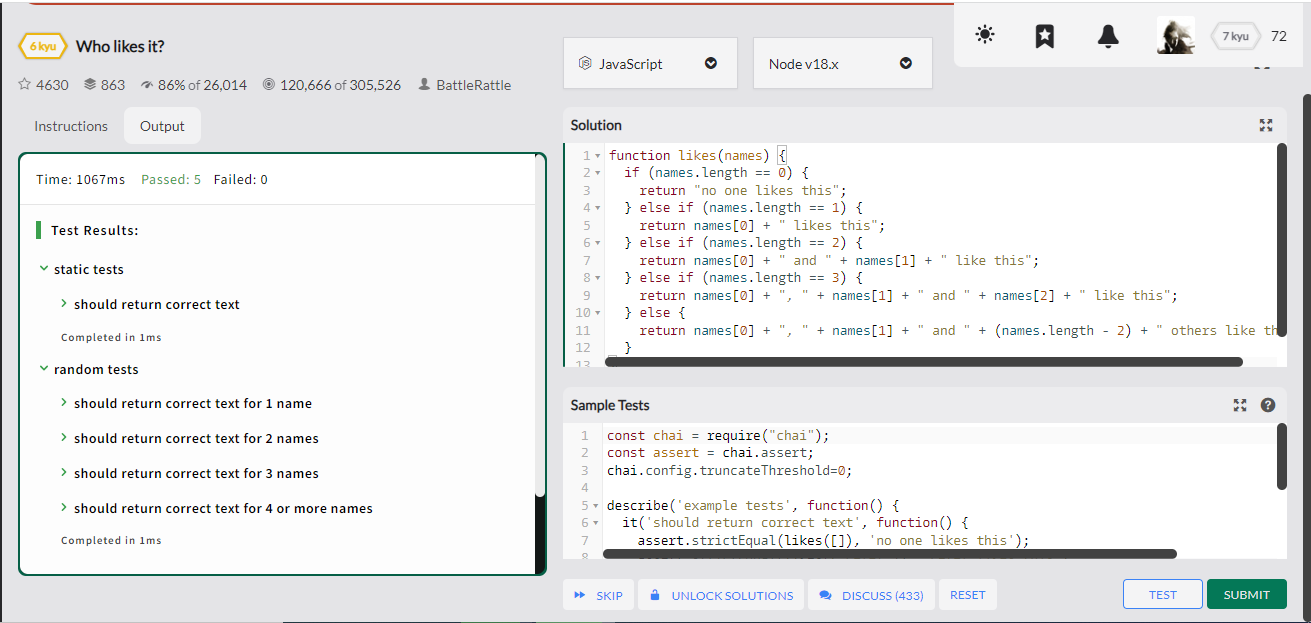 6 kyu Who likes it?
4630 863 86% of 26,014 120,666 of 305,526 BattleRattle
JavaScript
Node v18.x
7 kyu 72
Instructions Output
Time: 1067ms Passed: 5 Failed: 0
Test Results:
static tests
should return correct text
Completed in 1ms
random tests
should return correct text for 1 name
should return correct text for 2 names
should return correct text for 3 names
should return correct text for 4 or more names
Completed in 1ms
Solution
1 function likes(names) {
2 if (names.length == 0) {
3 return "no one likes this";
4 } else if (names.length == 1) {
5 return names[0] + " likes this";
6 } else if (names.length == 2) {
7 return names[0] + " and " + names[1] + " like this";
8 } else if (names.length == 3) {
9 return names[0] + ", " + names[1] + " and " + names[2] + " like this";
10 } else {
11 return names[0] + ", " + names[1] + " and " + (names.length - 2) + " others like th
12 }
13
Sample Tests
1 const chai = require("chai");
2 const assert = chai.assert;
3 chai.config.truncateThreshold=0;
4
5 describe('example tests', function() {
6 it('should return correct text', function() {
7 assert.strictEqual(likes([]), 'no one likes this');
8
SKIP UNLOCK SOLUTIONS DISCUSS (433) RESET TEST SUBMIT